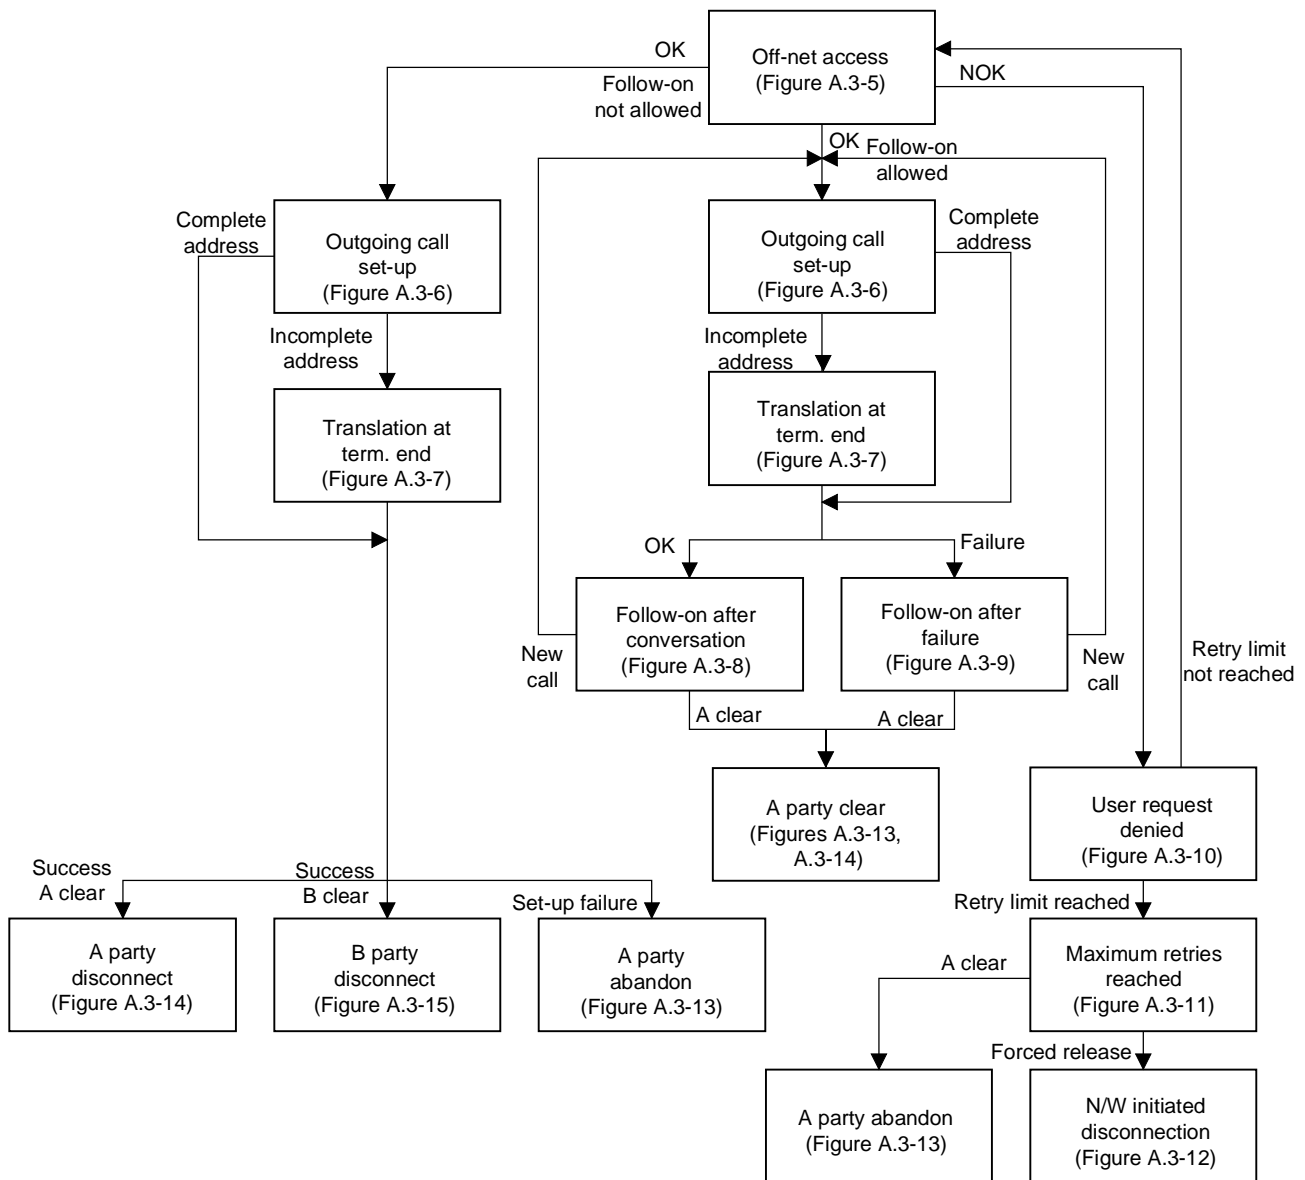 Off-net access
(Figure A.3-5)
OK
Follow-on
not allowed
NOK
OK
Follow-on
allowed
Complete
address
Outgoing call
set-up
(Figure A.3-6)
Outgoing call
set-up
(Figure A.3-6)
Complete
address
Incomplete
address
Incomplete
address
Translation at
term. end
(Figure A.3-7)
Translation at
term. end
(Figure A.3-7)
OK
Failure
Follow-on after
conversation
(Figure A.3-8)
Follow-on after
failure
(Figure A.3-9)
New
call
New
call
Retry limit
not reached
A clear
A clear
A party clear
(Figures A.3-13,
A.3-14)
User request
denied
(Figure A.3-10)
Success
A clear
Success
B clear
Set-up failure
Retry limit reached
A party
disconnect
(Figure A.3-14)
B party
disconnect
(Figure A.3-15)
A party
abandon
(Figure A.3-13)
Maximum retries
reached
(Figure A.3-11)
A clear
Forced release
A party abandon
(Figure A.3-13)
N/W initiated
disconnection
(Figure A.3-12)